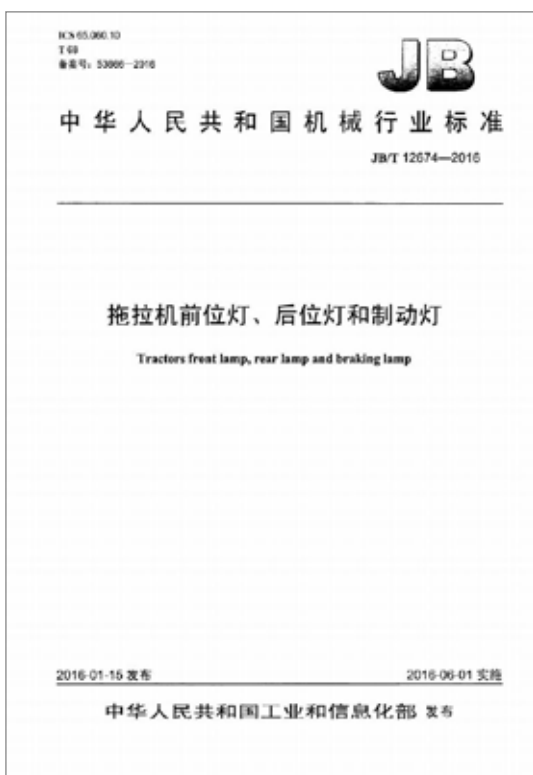 ICS 65.060.10
T 60
备案号：53866—2016
JB
中华人民共和国机械行业标准
JB/T 12674—2016
拖拉机前位灯、后位灯和制动灯
Tractors front lamp, rear lamp and braking lamp
2016-01-15 发布
2016-06-01 实施
中华人民共和国工业和信息化部 发布